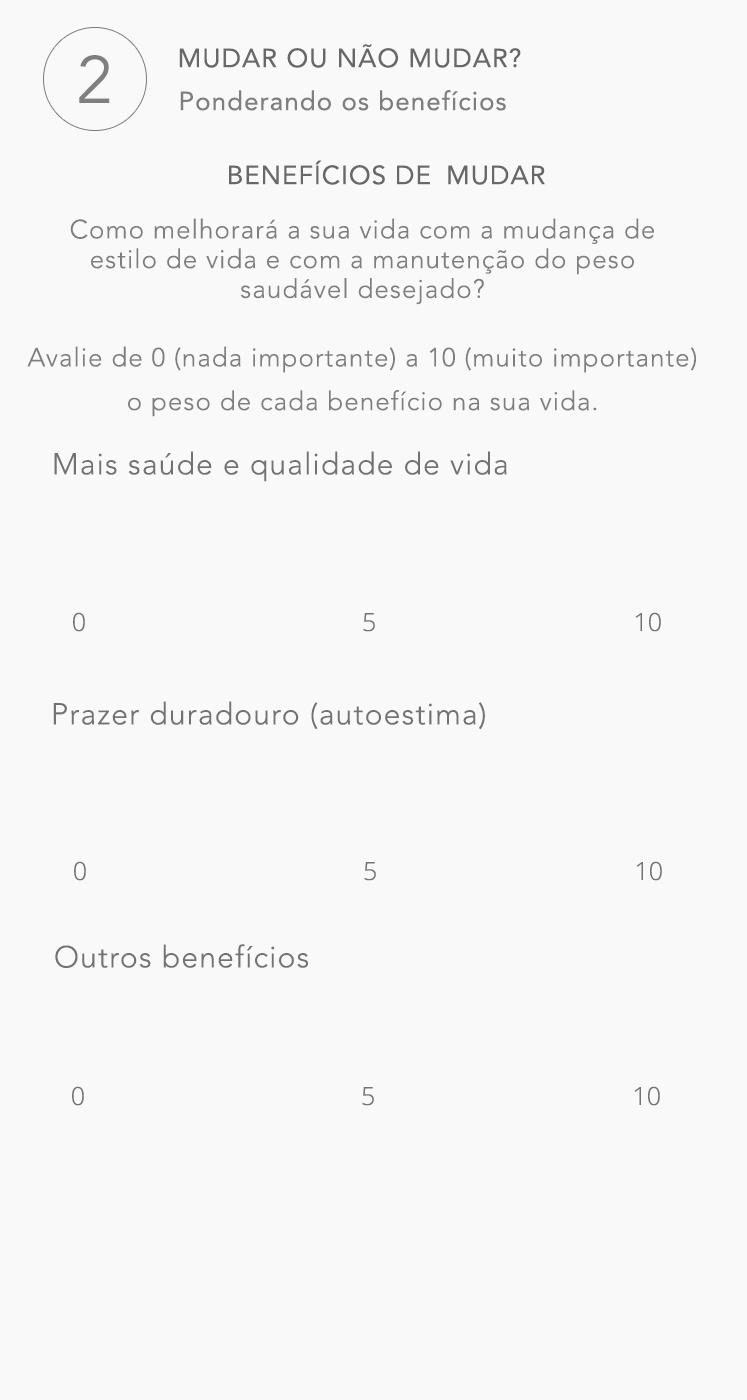 2
MUDAR OU NÃO MUDAR?
Ponderando os benefícios
BENEFÍCIOS DE MUDAR
Como melhorará a sua vida com a mudança de
estilo de vida e com a manutenção do peso
saudável desejado?
Avalie de 0 (nada importante) a 10 (muito importante)
o peso de cada benefício na sua vida.
Mais saúde e qualidade de vida
0 5 10
Prazer duradouro (autoestima)
0 5 10
Outros benefícios
0 5 10